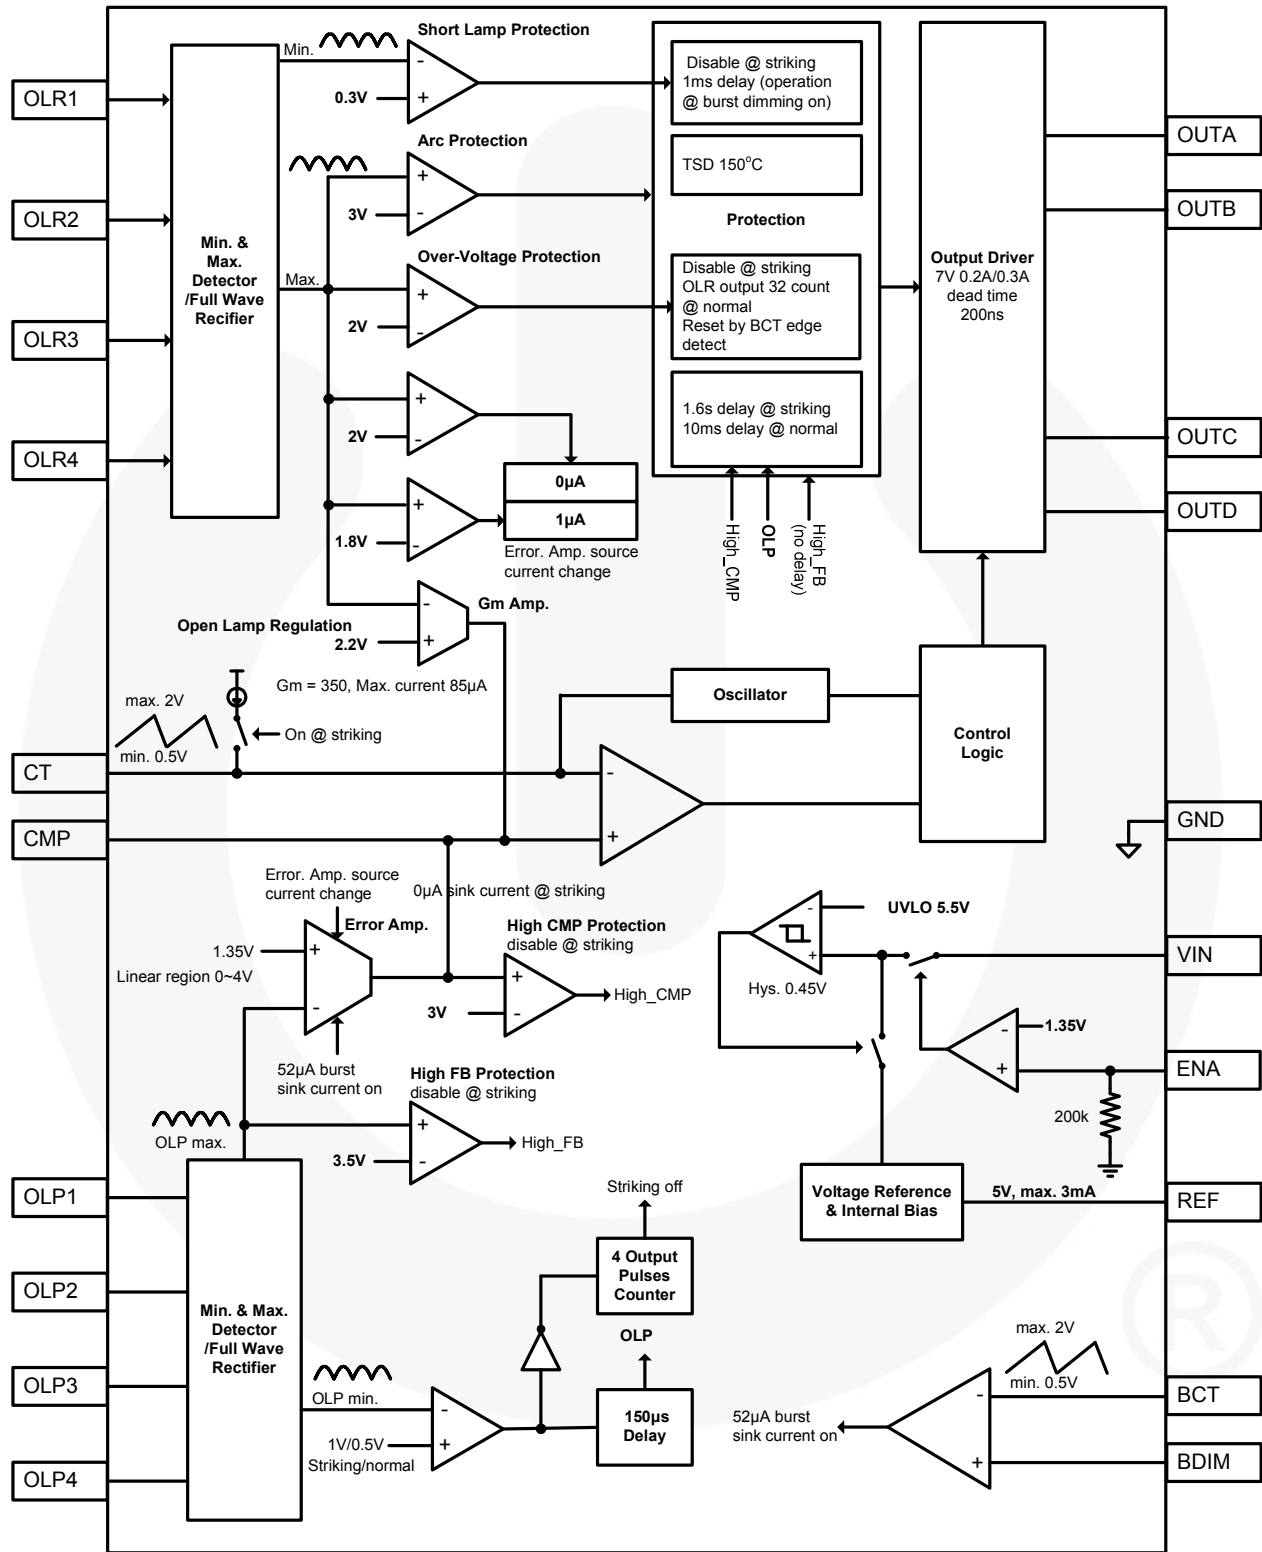 Short Lamp Protection
Min.
-
+
0.3V
Disable @ striking
1ms delay (operation
@ burst dimming on)
OLR1
OUTA
Arc Protection
+
-
3V
TSD 150°C
Protection
OLR2
OUTB
Min. &
Max.
Detector
/Full Wave
Recifier
Max.
Over-Voltage Protection
+
-
2V
Disable @ striking
OLR output 32 count
@ normal
Reset by BCT edge
detect
Output Driver
7V 0.2A/0.3A
dead time
200ns
OLR3
+
-
2V
1.6s delay @ striking
10ms delay @ normal
OUTC
OLR4
0µA
1µA
+
-
1.8V
Error. Amp. source
current change
High_CMP
OLP
High_FB
(no delay)
OUTD
Gm Amp.
-
+
Open Lamp Regulation
2.2V
Gm = 350, Max. current 85µA
Oscillator
max. 2V
min. 0.5V
On @ striking
Control
Logic
CT
-
+
CMP
GND
Error. Amp. source
current change
0µA sink current @ striking
Error Amp.
1.35V
+
-
Linear region 0~4V
High CMP Protection
disable @ striking
+
-
3V
High_CMP
-
+
UVLO 5.5V
Hys. 0.45V
VIN
-
+
1.35V
ENA
200k
52µA burst
sink current on
High FB Protection
disable @ striking
+
-
3.5V
High_FB
OLP max.
OLP1
Striking off
Voltage Reference
& Internal Bias
5V, max. 3mA
REF
OLP2
Min. & Max.
Detector
/Full Wave
Rectifier
4 Output
Pulses
Counter
OLP
®
OLP3
OLP min.
-
+
1V/0.5V
Striking/normal
150µs
Delay
52µA burst
sink current on
max. 2V
min. 0.5V
-
+
BCT
BDIM
OLP4